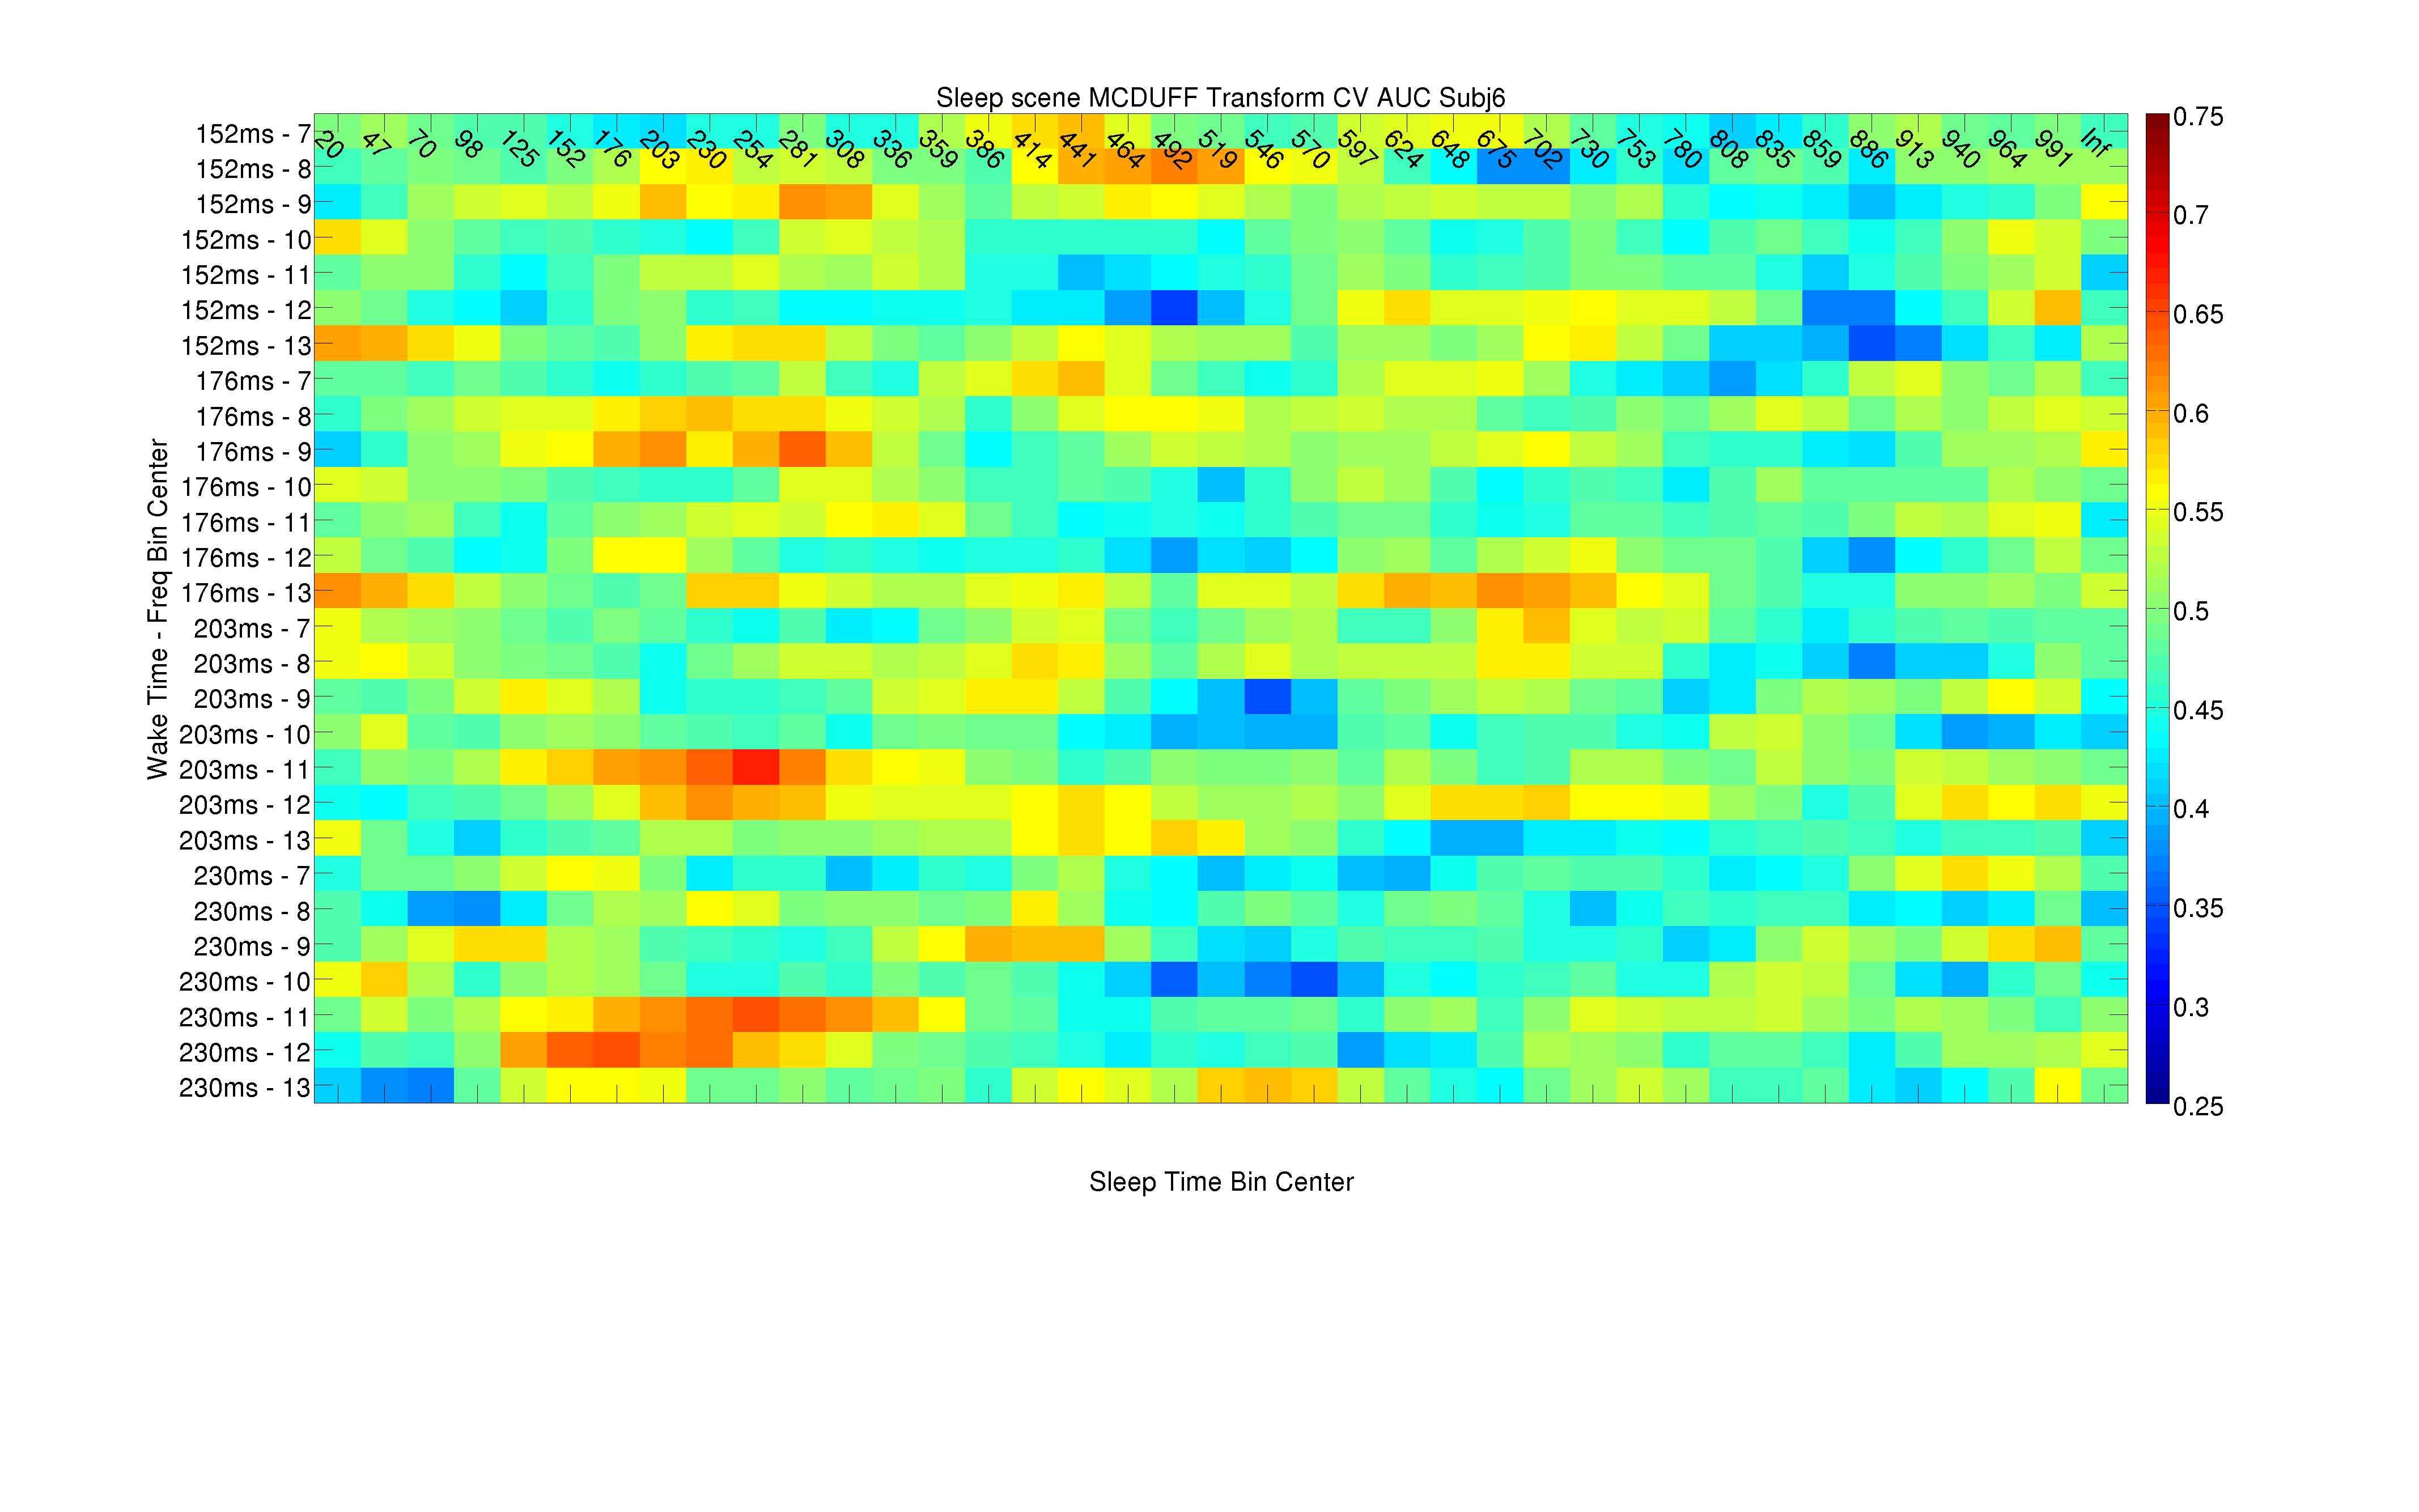 Sleep scene MCDUFF Transform CV AUC Subj6
20 47 70 98 125 152 176 203 230 254 281 308 336 359 386 414 441 464 492 519 546 570 597 624 648 675 702 730 753 780 808 835 859 886 913 940 964 991 Inf
152ms - 7
152ms - 8
152ms - 9
152ms - 10
152ms - 11
152ms - 12
152ms - 13
176ms - 7
176ms - 8
176ms - 9
176ms - 10
176ms - 11
176ms - 12
176ms - 13
203ms - 7
203ms - 8
203ms - 9
203ms - 10
203ms - 11
203ms - 12
203ms - 13
230ms - 7
230ms - 8
230ms - 9
230ms - 10
230ms - 11
230ms - 12
230ms - 13
Wake Time - Freq Bin Center
Sleep Time Bin Center
0.75
0.7
0.65
0.6
0.55
0.5
0.45
0.4
0.35
0.3
0.25